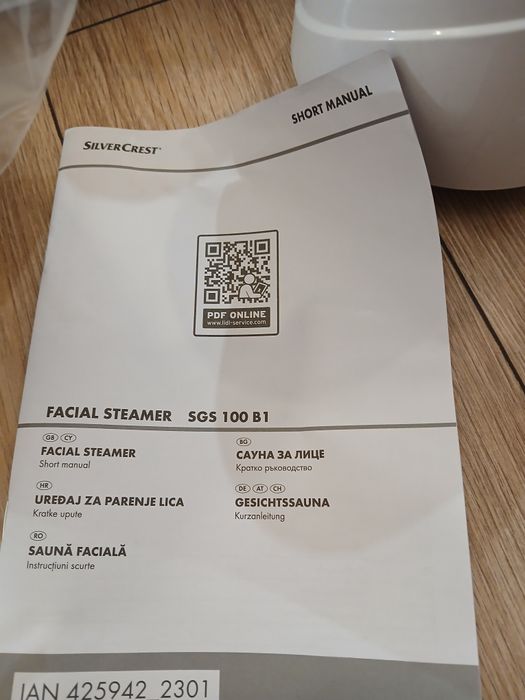 SHORT MANUAL
SILVERCREST®
PDF ONLINE
www.lidl-service.com
FACIAL STEAMER SGS 100 B1
GB CY
FACIAL STEAMER
Short manual
BG
САУНА ЗА ЛИЦЕ
Кратко ръководство
HR
UREĐAJ ZA PARENJE LICA
Kratke upute
DE AT CH
GESICHTSSAUNA
Kurzanleitung
RO
SAUNĂ FACIALĂ
Instrucțiuni scurte
IAN 425942_2301